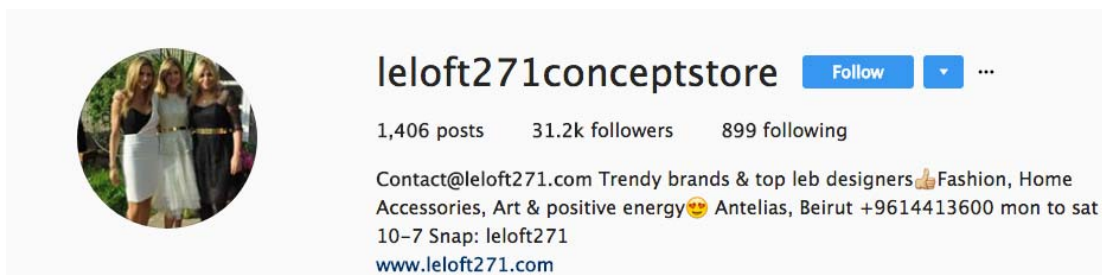 leloft271conceptstore Follow ...
1,406 posts 31.2k followers 899 following
Contact@leloft271.com Trendy brands & top leb designers👍🏼Fashion, Home
Accessories, Art & positive energy😍 Antelias, Beirut +9614413600 mon to sat
10-7 Snap: leloft271
www.leloft271.com